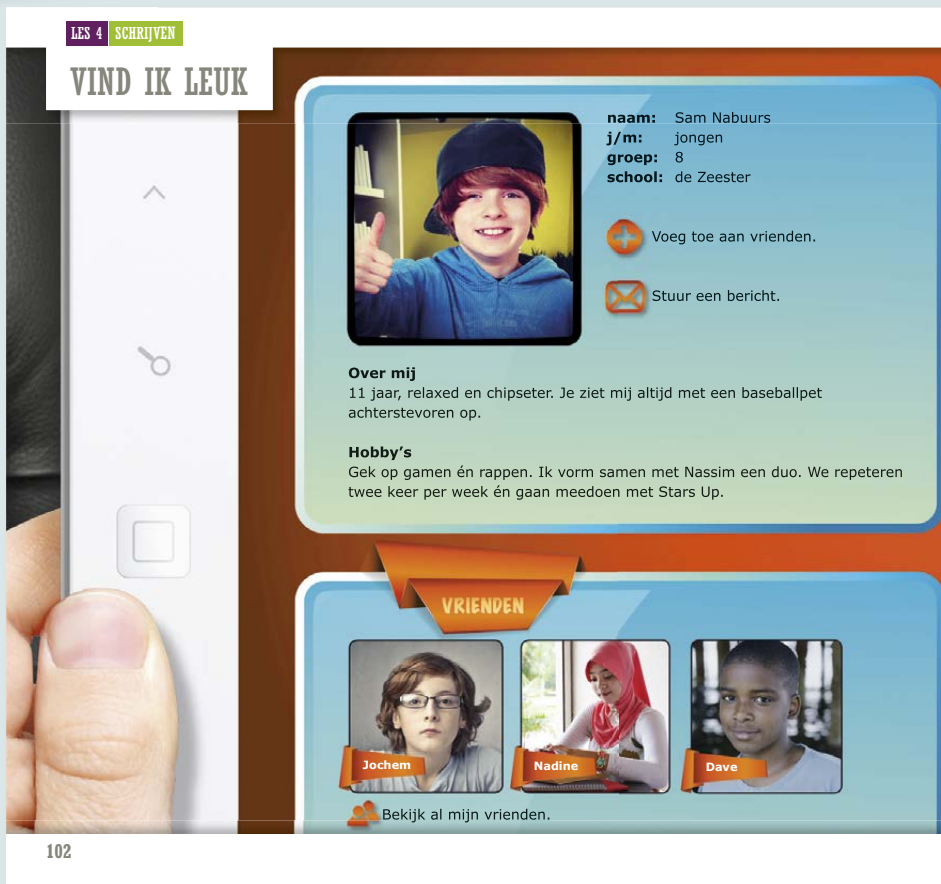 LES 4 SCHRIJVEN
VIND IK LEUK
naam: Sam Nabuurs
j/m: jongen
groep: 8
school: de Zeester
Voeg toe aan vrienden.
Stuur een bericht.
Over mij
11 jaar, relaxed en chipseter. Je ziet mij altijd met een baseballpet
achterstevoren op.
Hobby's
Gek op gamen én rappen. Ik vorm samen met Nassim een duo. We repeteren
twee keer per week én gaan meedoen met Stars Up.
VRIENDEN
Jochem
Nadine
Dave
Bekijk al mijn vrienden.
102